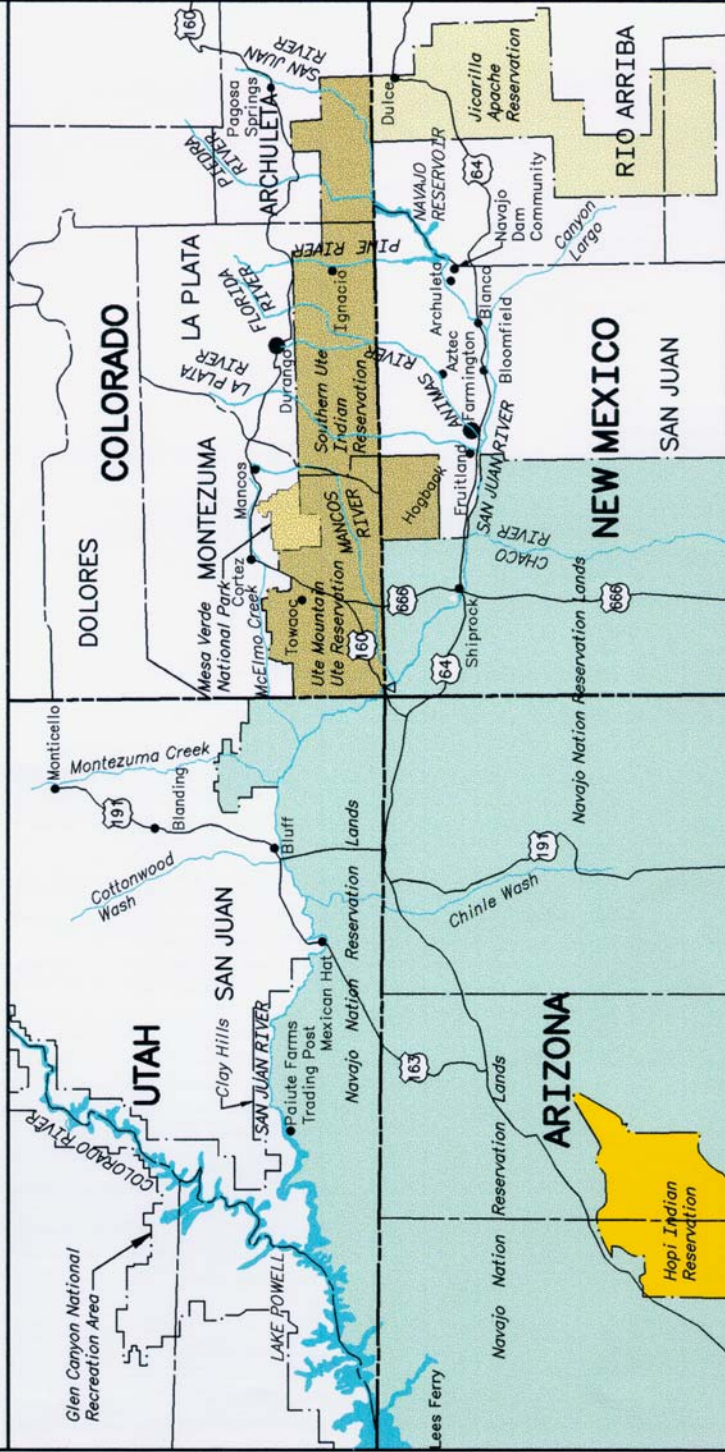 UTAH
COLORADO
ARIZONA
NEW MEXICO
Glen Canyon National
Recreation Area
COLORADO RIVER
LAKE POWELL
Lees Ferry
Clay Hills
SAN JUAN
SAN JUAN RIVER
Paiute Farms
Trading Post
Mexican Hat
Cottonwood
Wash
191
Monticello
Blanding
Bluff
Montezuma Creek
Navajo Nation Reservation Lands
163
Navajo Nation Reservation Lands
Hopi Indian
Reservation
Chinle Wash
191
Navajo Nation Reservation Lands
DOLORES
MONTEZUMA
Mesa Verde
National Park
Cortez
McElmo Creek
Mancos
Towaoc
Ute Mountain
Ute Reservation
MANCOS
RIVER
160
666
64
Shiprock
666
CHACO
RIVER
Hogback
Fruitland
SAN JUAN RIVER
Farmington
ANIMAS
RIVER
Aztec
Bloomfield
Blanco
Archuleta
SAN JUAN
LA PLATA
LA PLATA
RIVER
FLORIDA
RIVER
Durango
Southern Ute
Indian
Reservation
Ignacio
PINE RIVER
PIEDRA
RIVER
ARCHULETA
Pagosa
Springs
SAN JUAN
RIVER
160
NAVAJO
RESERVOIR
Navajo
Dam
Community
Canyon
Largo
64
Dulce
Jicarilla
Apache
Reservation
RIO ARRIBA